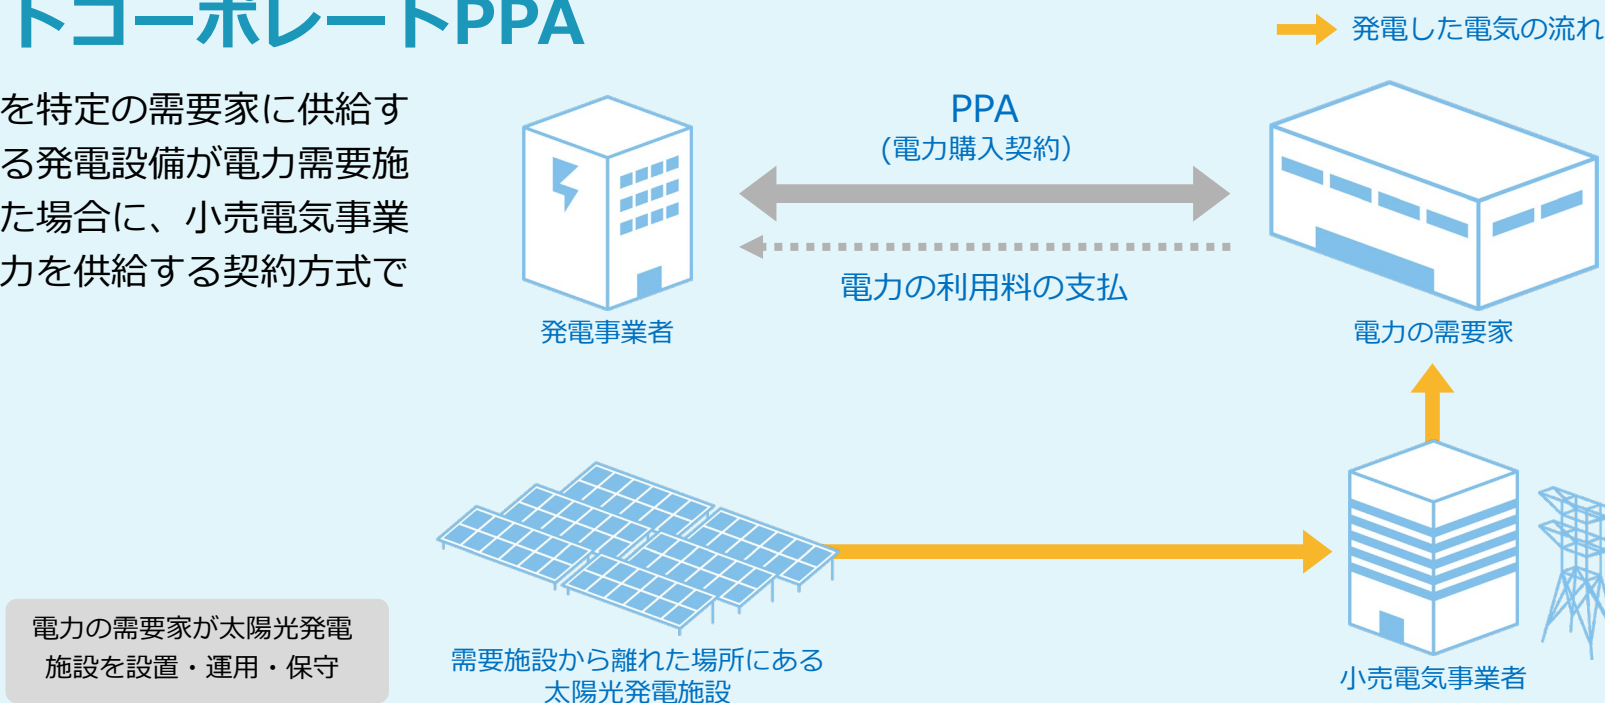 トコーポレートPPA
発電した電気の流れ
を特定の需要家に供給す
る発電設備が電力需要施
た場合に、小売電気事業
力を供給する契約方式で
PPA
(電力購入契約）
電力の利用料の支払
発電事業者
電力の需要家
電力の需要家が太陽光発電
施設を設置・運用・保守
需要施設から離れた場所にある
太陽光発電施設
小売電気事業者